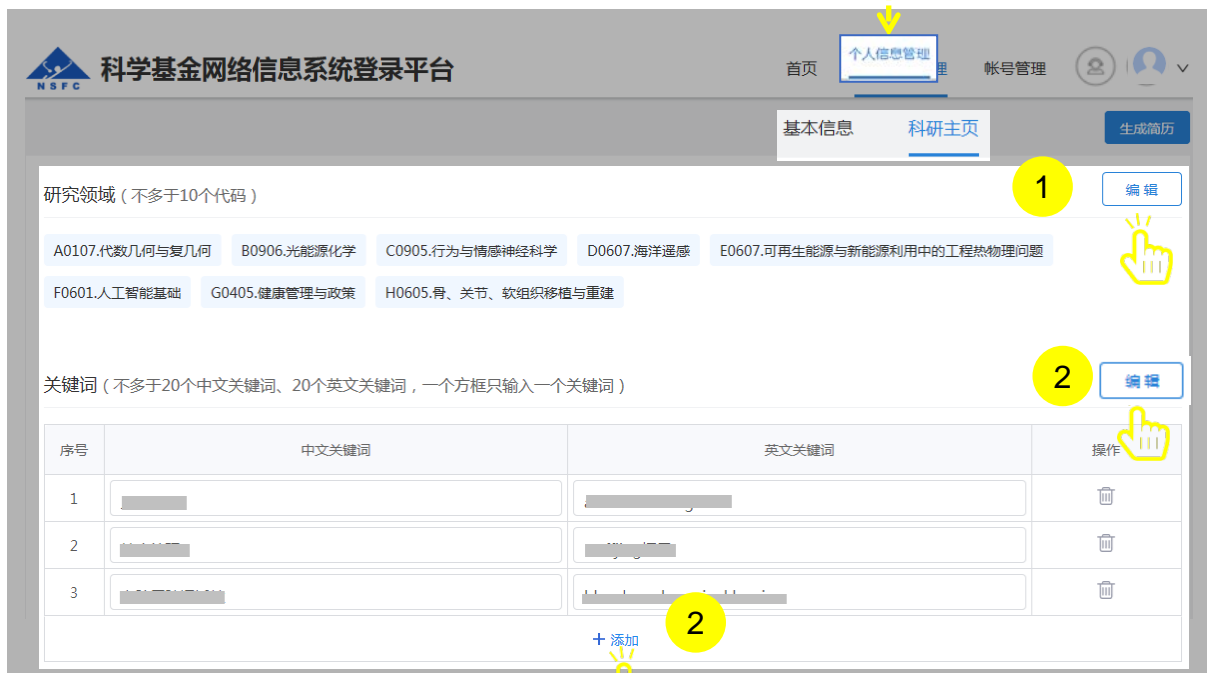 科学基金网络信息系统登录平台
NSFC
首页
个人信息管理
理
帐号管理
基本信息
科研主页
生成简历
研究领域(不多于10个代码)
1
编辑
A0107.代数几何与复几何 B0906.光能源化学 C0905.行为与情感神经科学 D0607.海洋遥感 E0607.可再生能源与新能源利用中的工程热物理问题
F0601.人工智能基础 G0405.健康管理与政策 H0605.骨、关节、软组织移植与重建
关键词(不多于20个中文关键词、20个英文关键词,一个方框只输入一个关键词)
2
编辑
序号 中文关键词 英文关键词 操作
1
2
3
+ 添加
2